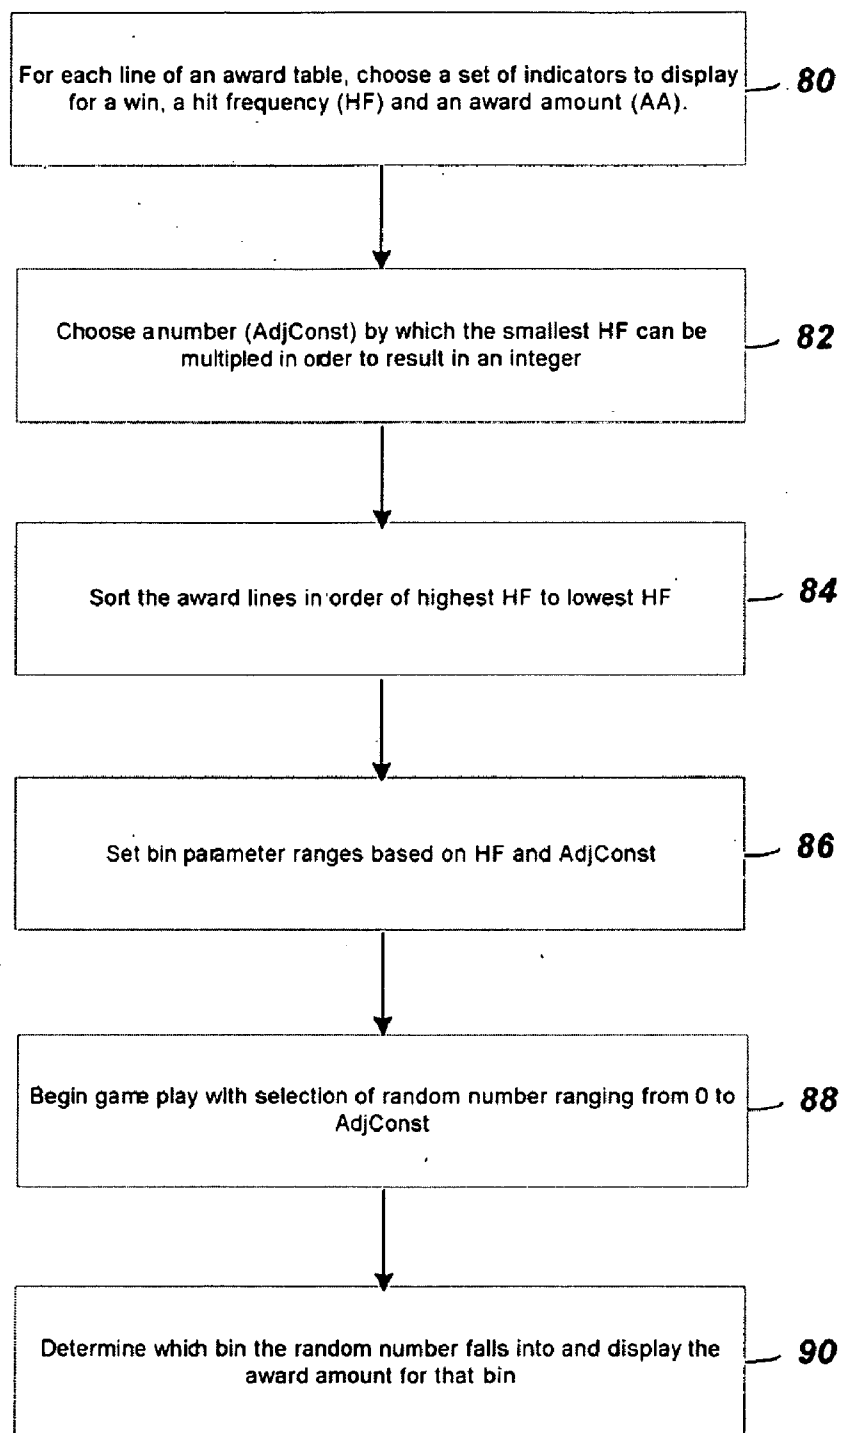 For each line of an award table, choose a set of indicators to display
for a win, a hit frequency (HF) and an award amount (AA).
80
Choose a number (AdjConst) by which the smallest HF can be
multipled in order to result in an integer
82
Sort the award lines in order of highest HF to lowest HF
84
Set bin parameter ranges based on HF and AdjConst
86
Begin game play with selection of random number ranging from 0 to
AdjConst
88
Determine which bin the random number falls into and display the
award amount for that bin
90